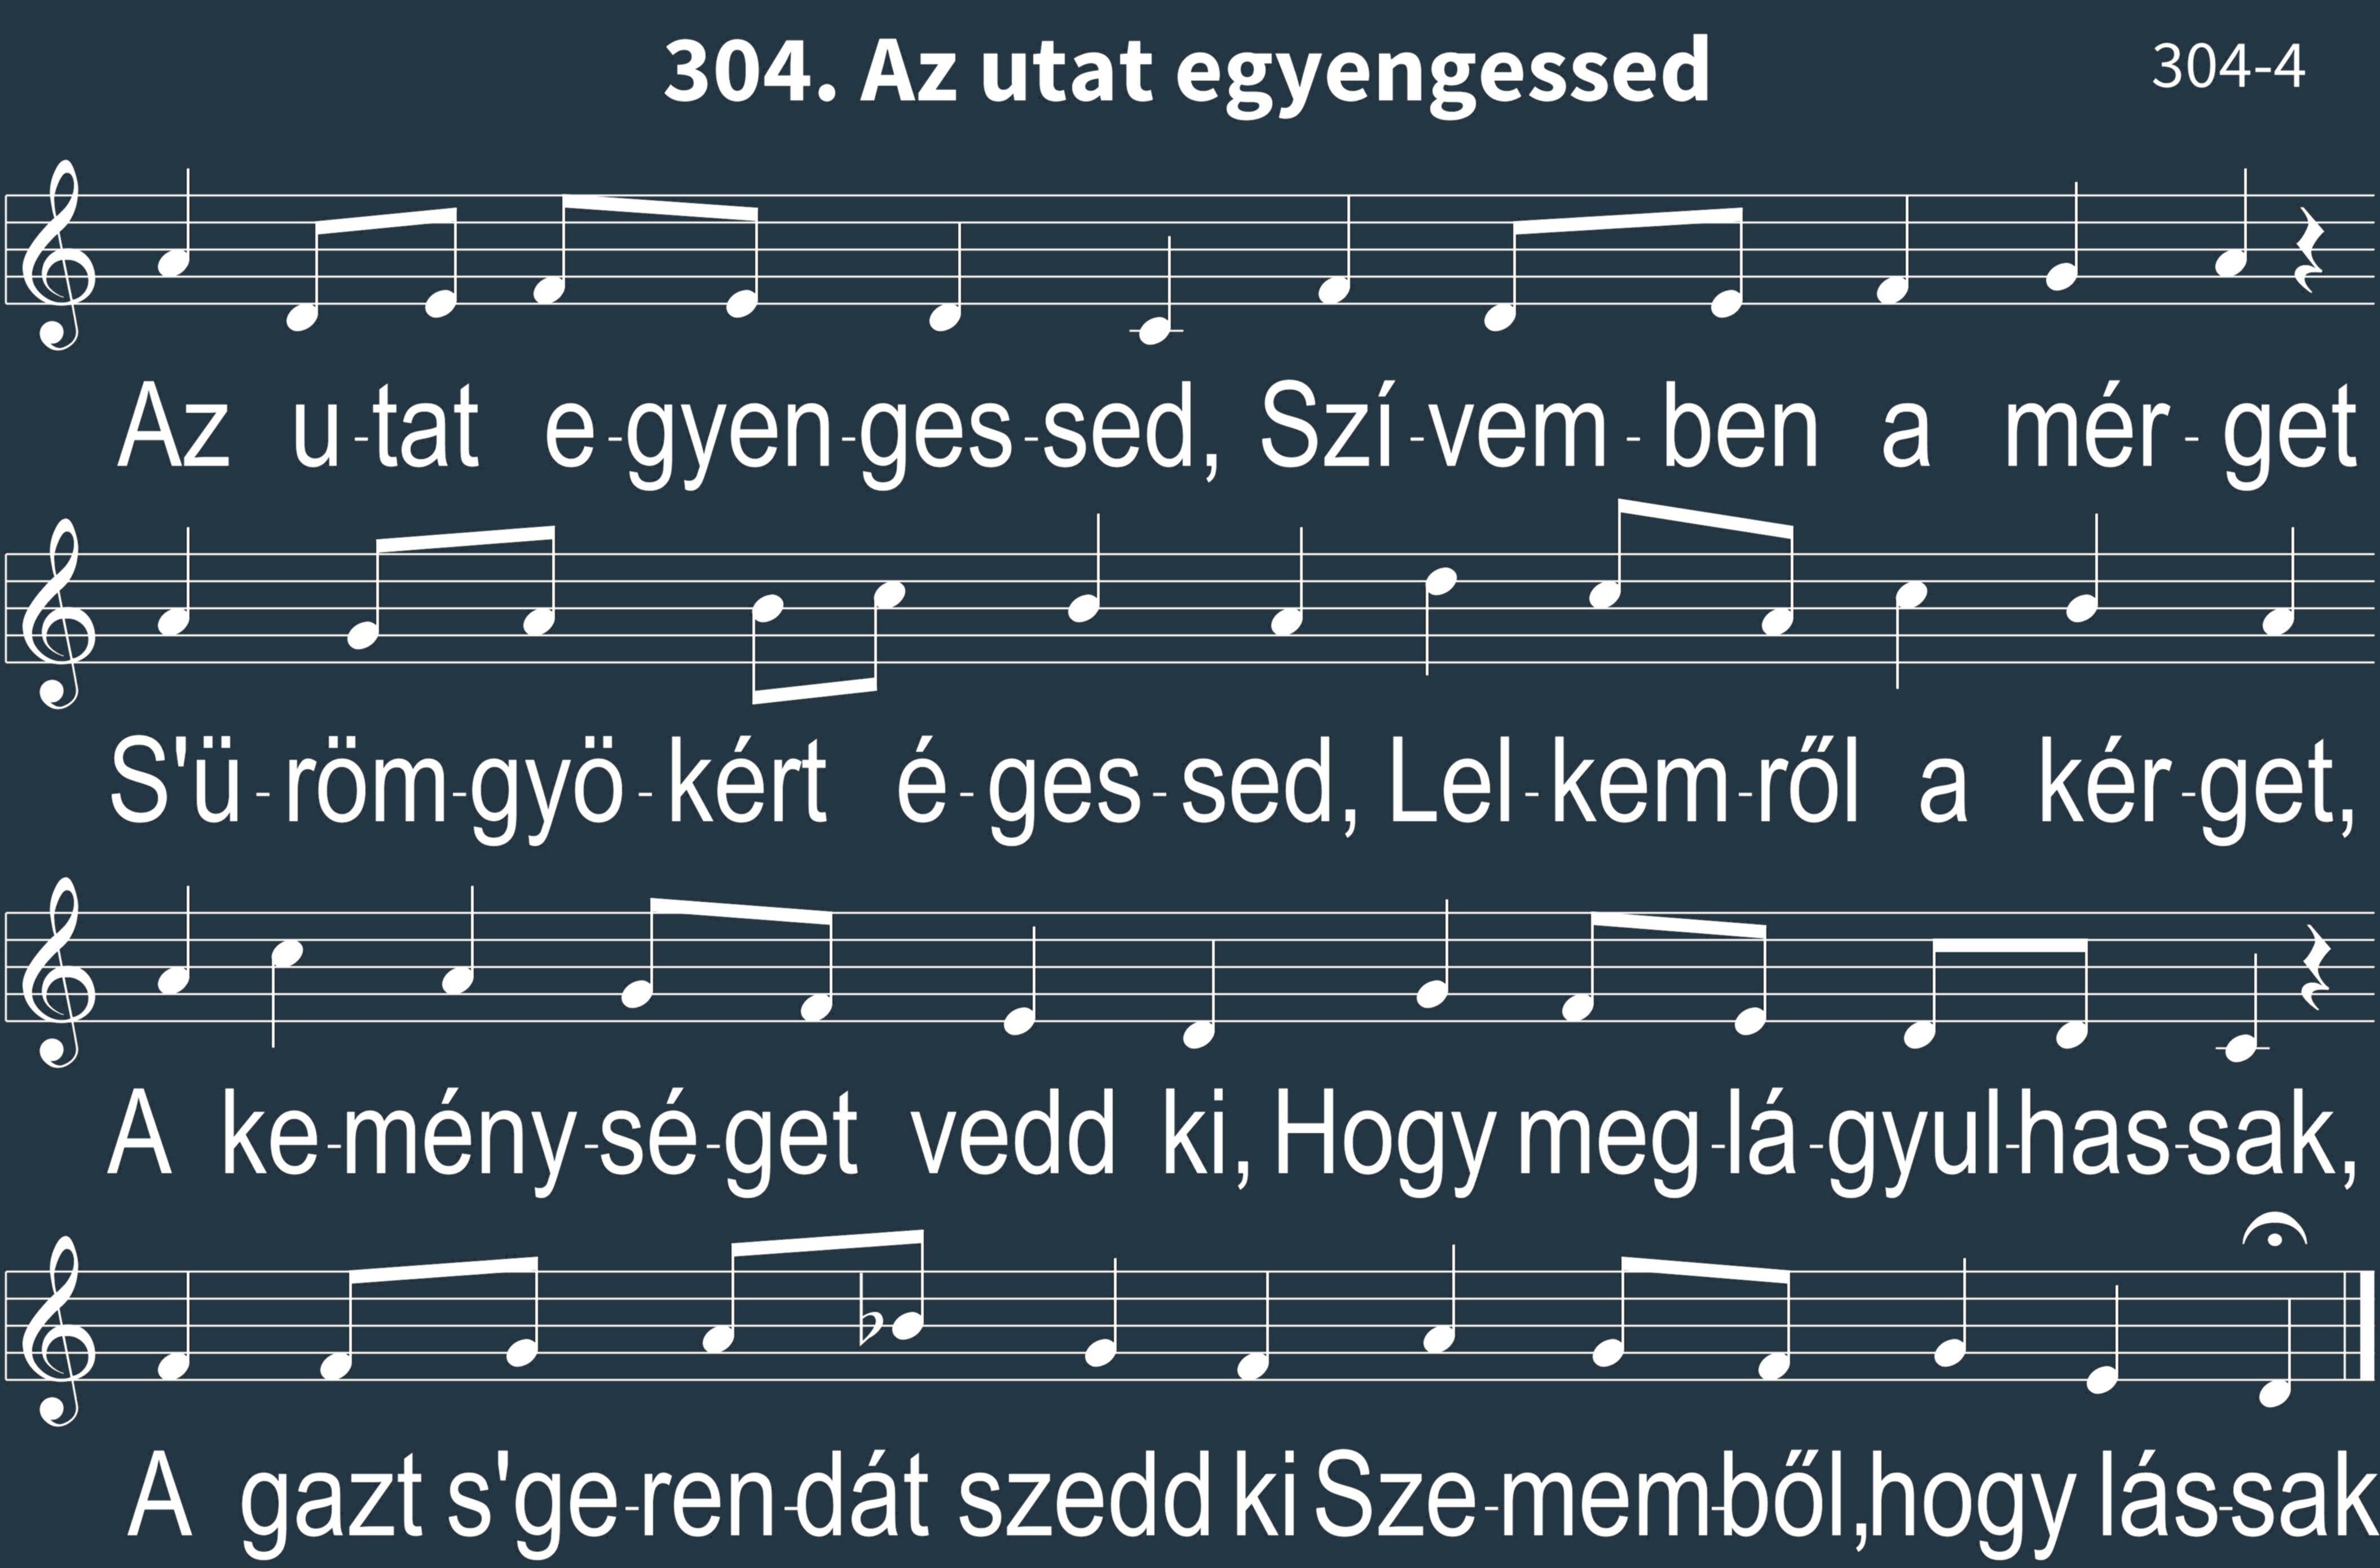 304. Az utat egyengessed 304-4
Az u-tat e-gyen-ges-sed, Szí-vem-ben a mér-get
S'ü-röm-gyö-kért é-ges-sed, Lel-kem-ről a kér-get,
A ke-mény-sé-get vedd ki, Hogy meg-lá-gyul-has-sak,
A gazt s'ge-ren-dát szedd ki Sze-mem-ből,hogy lás-sak